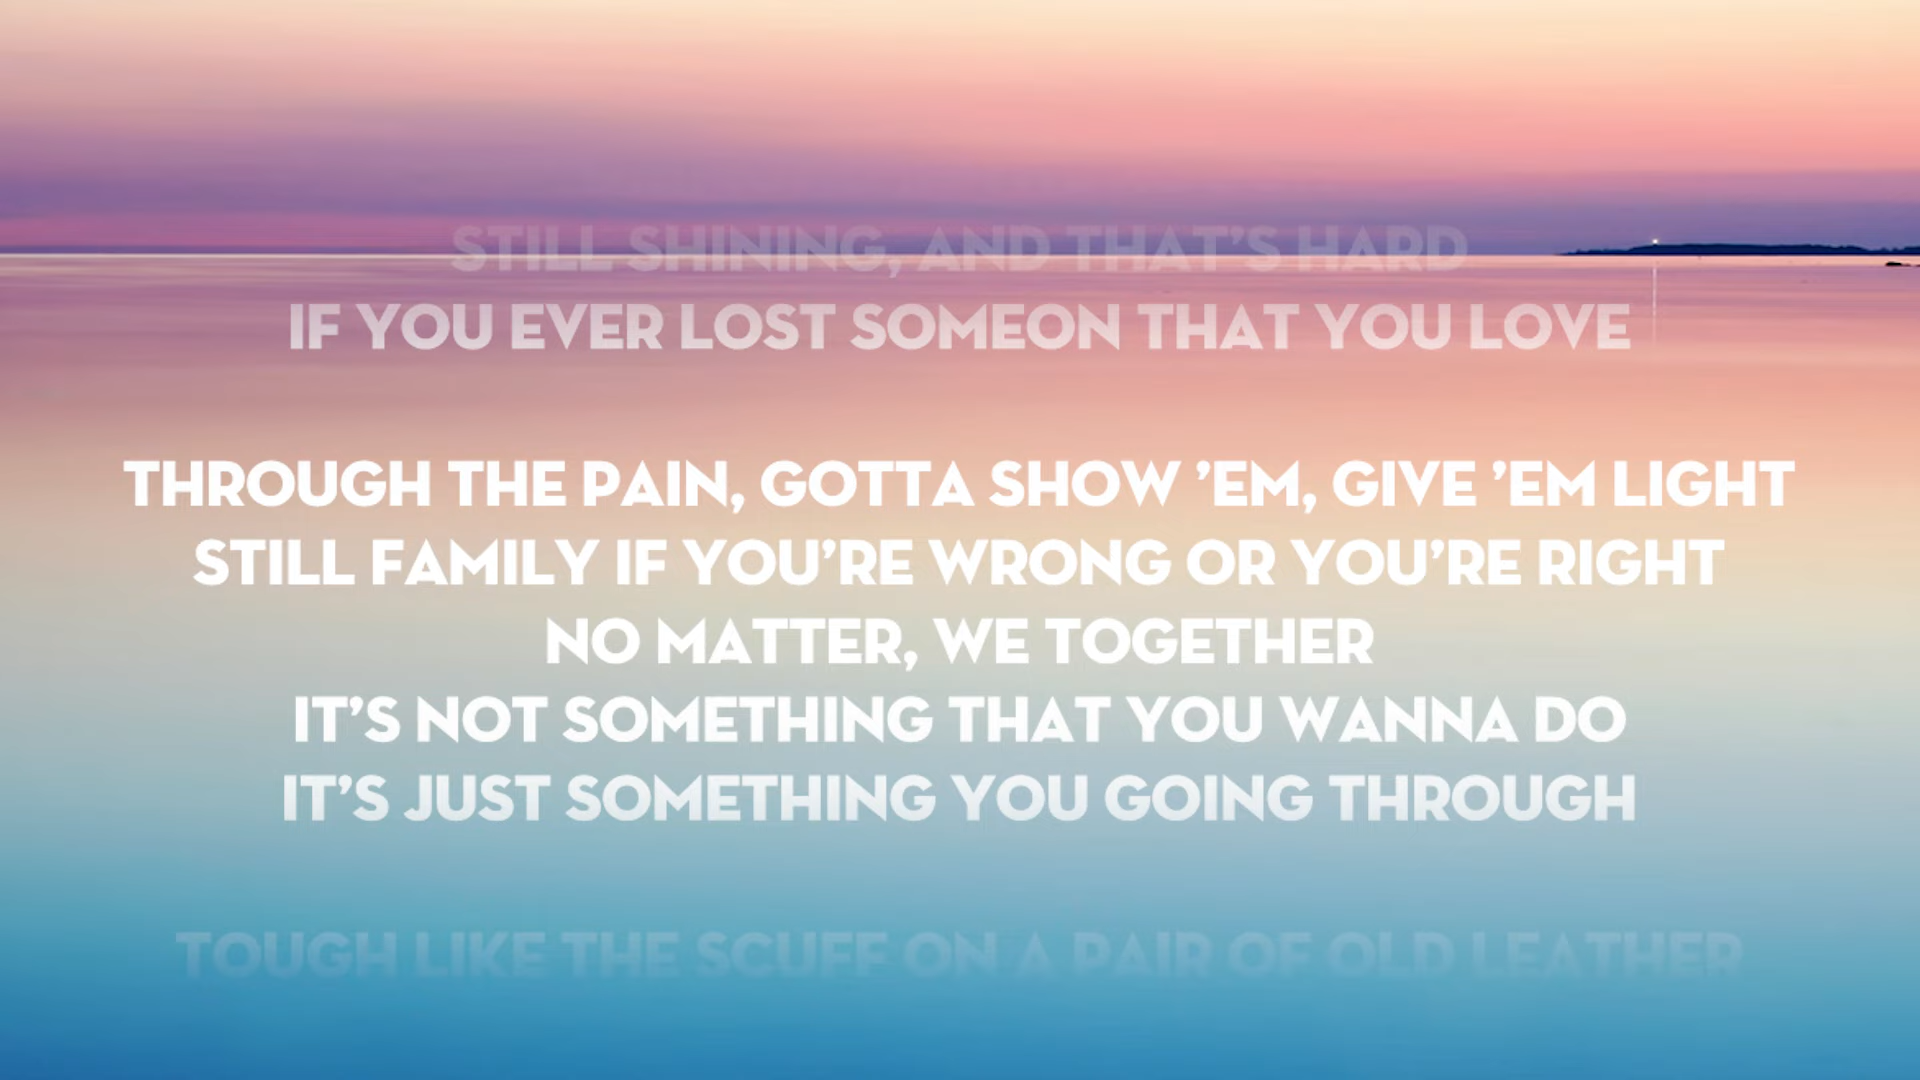 STILL SHINING, AND THAT'S HARD
IF YOU EVER LOST SOMEON THAT YOU LOVE
THROUGH THE PAIN, GOTTA SHOW 'EM, GIVE 'EM LIGHT
STILL FAMILY IF YOU'RE WRONG OR YOU'RE RIGHT
NO MATTER, WE TOGETHER
IT'S NOT SOMETHING THAT YOU WANNA DO
IT'S JUST SOMETHING YOU GOING THROUGH
TOUGH LIKE THE SCUFF ON A PAIR OF OLD LEATHER